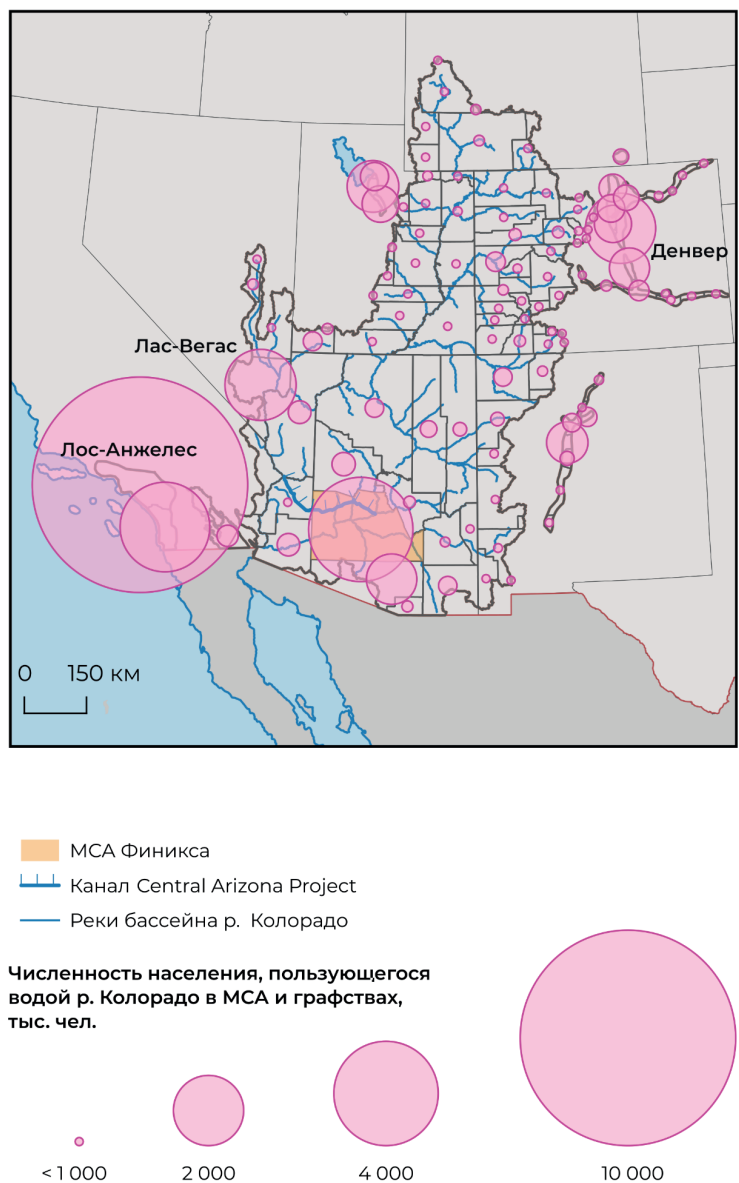 Денвер
Лас-Вегас
Лос-Анжелес
0 150 км
МСА Финикса
Канал Central Arizona Project
Реки бассейна р. Колорадо
Численность населения, пользующегося
водой р. Колорадо в МСА и графствах,
тыс. чел.
< 1 000 2 000 4 000 10 000